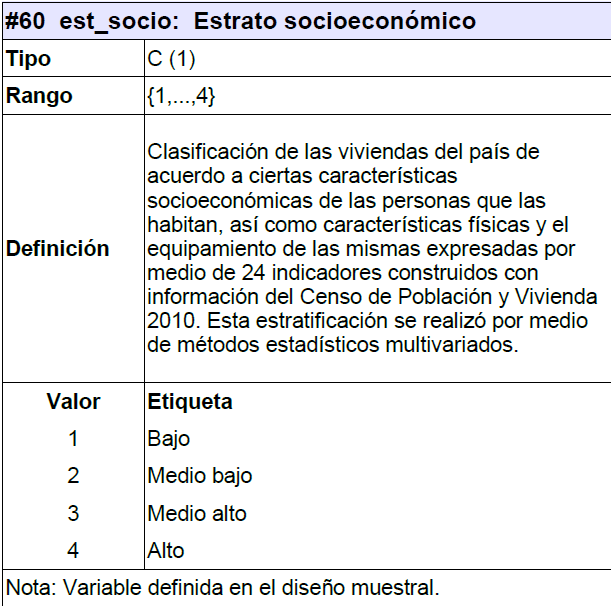 #60 est_socio: Estrato socioeconómico
Tipo C (1)
Rango {1,...,4}
Definición
Clasificación de las viviendas del país de
acuerdo a ciertas características
socioeconómicas de las personas que las
habitan, así como características físicas y el
equipamiento de las mismas expresadas por
medio de 24 indicadores construidos con
información del Censo de Población y Vivienda
2010. Esta estratificación se realizó por medio
de métodos estadísticos multivariados.
Valor Etiqueta
1 Bajo
2 Medio bajo
3 Medio alto
4 Alto
Nota: Variable definida en el diseño muestral.